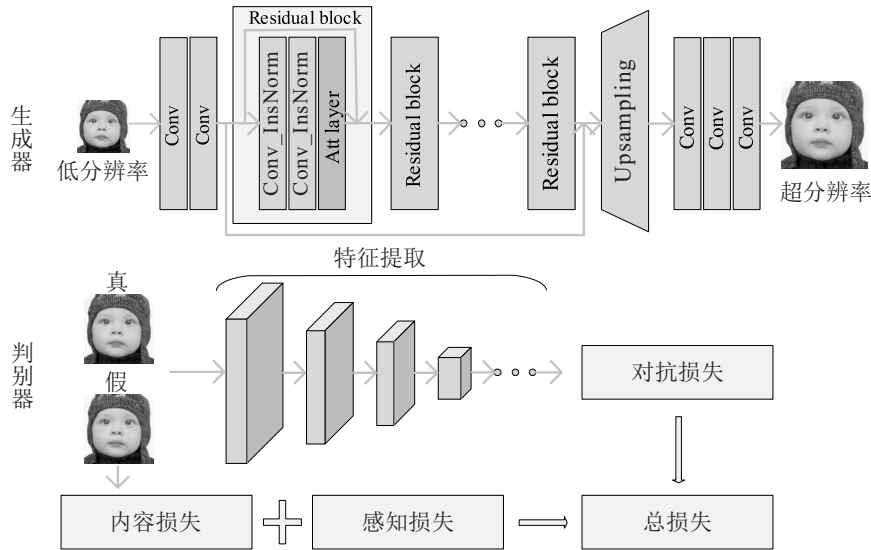 Residual block
生成器
低分辨率
Conv
Conv
Conv_InsNorm
Conv_InsNorm
Att layer
Residual block
Residual block
Upsampling
Conv
Conv
Conv
超分辨率
特征提取
判别器
真
假
对抗损失
内容损失
感知损失
总损失